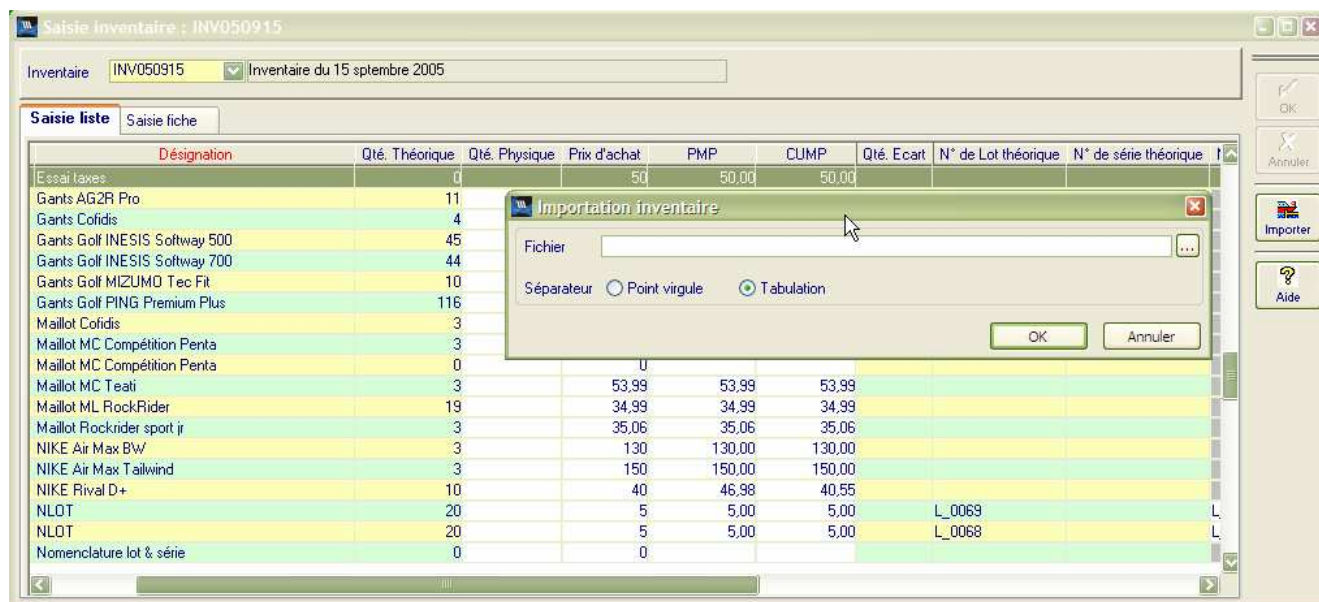 Saisie inventaire : INV050915
Inventaire INV050915 Inventaire du 15 sptembre 2005
OK
Annuler
Importer
? Aide
Saisie liste Saisie fiche
Désignation Qté. Théorique Qté. Physique Prix d'achat PMP CUMP Qté. Ecart N° de Lot théorique N° de série théorique
Essai taxes 0 50 50,00 50,00
Gants AG2R Pro 11
Gants Cofidis 4
Gants Golf INESIS Softway 500 45
Gants Golf INESIS Softway 700 44
Gants Golf MIZUMO Tec Fit 10
Gants Golf PING Premium Plus 116
Maillot Cofidis 3
Maillot MC Compétition Penta 3
Maillot MC Compétition Penta 0 0
Maillot MC Teati 3 53,99 53,99 53,99
Maillot ML RockRider 19 34,99 34,99 34,99
Maillot Rockrider sport jr 3 35,06 35,06 35,06
NIKE Air Max BW 3 130 130,00 130,00
NIKE Air Max Tailwind 3 150 150,00 150,00
NIKE Rival D+ 10 40 46,98 40,55
NLOT 20 5 5,00 5,00 L_0069 L_
NLOT 20 5 5,00 5,00 L_0068 L_
Nomenclature lot & série 0 0
Importation inventaire
Fichier ...
Séparateur Point virgule Tabulation
OK Annuler